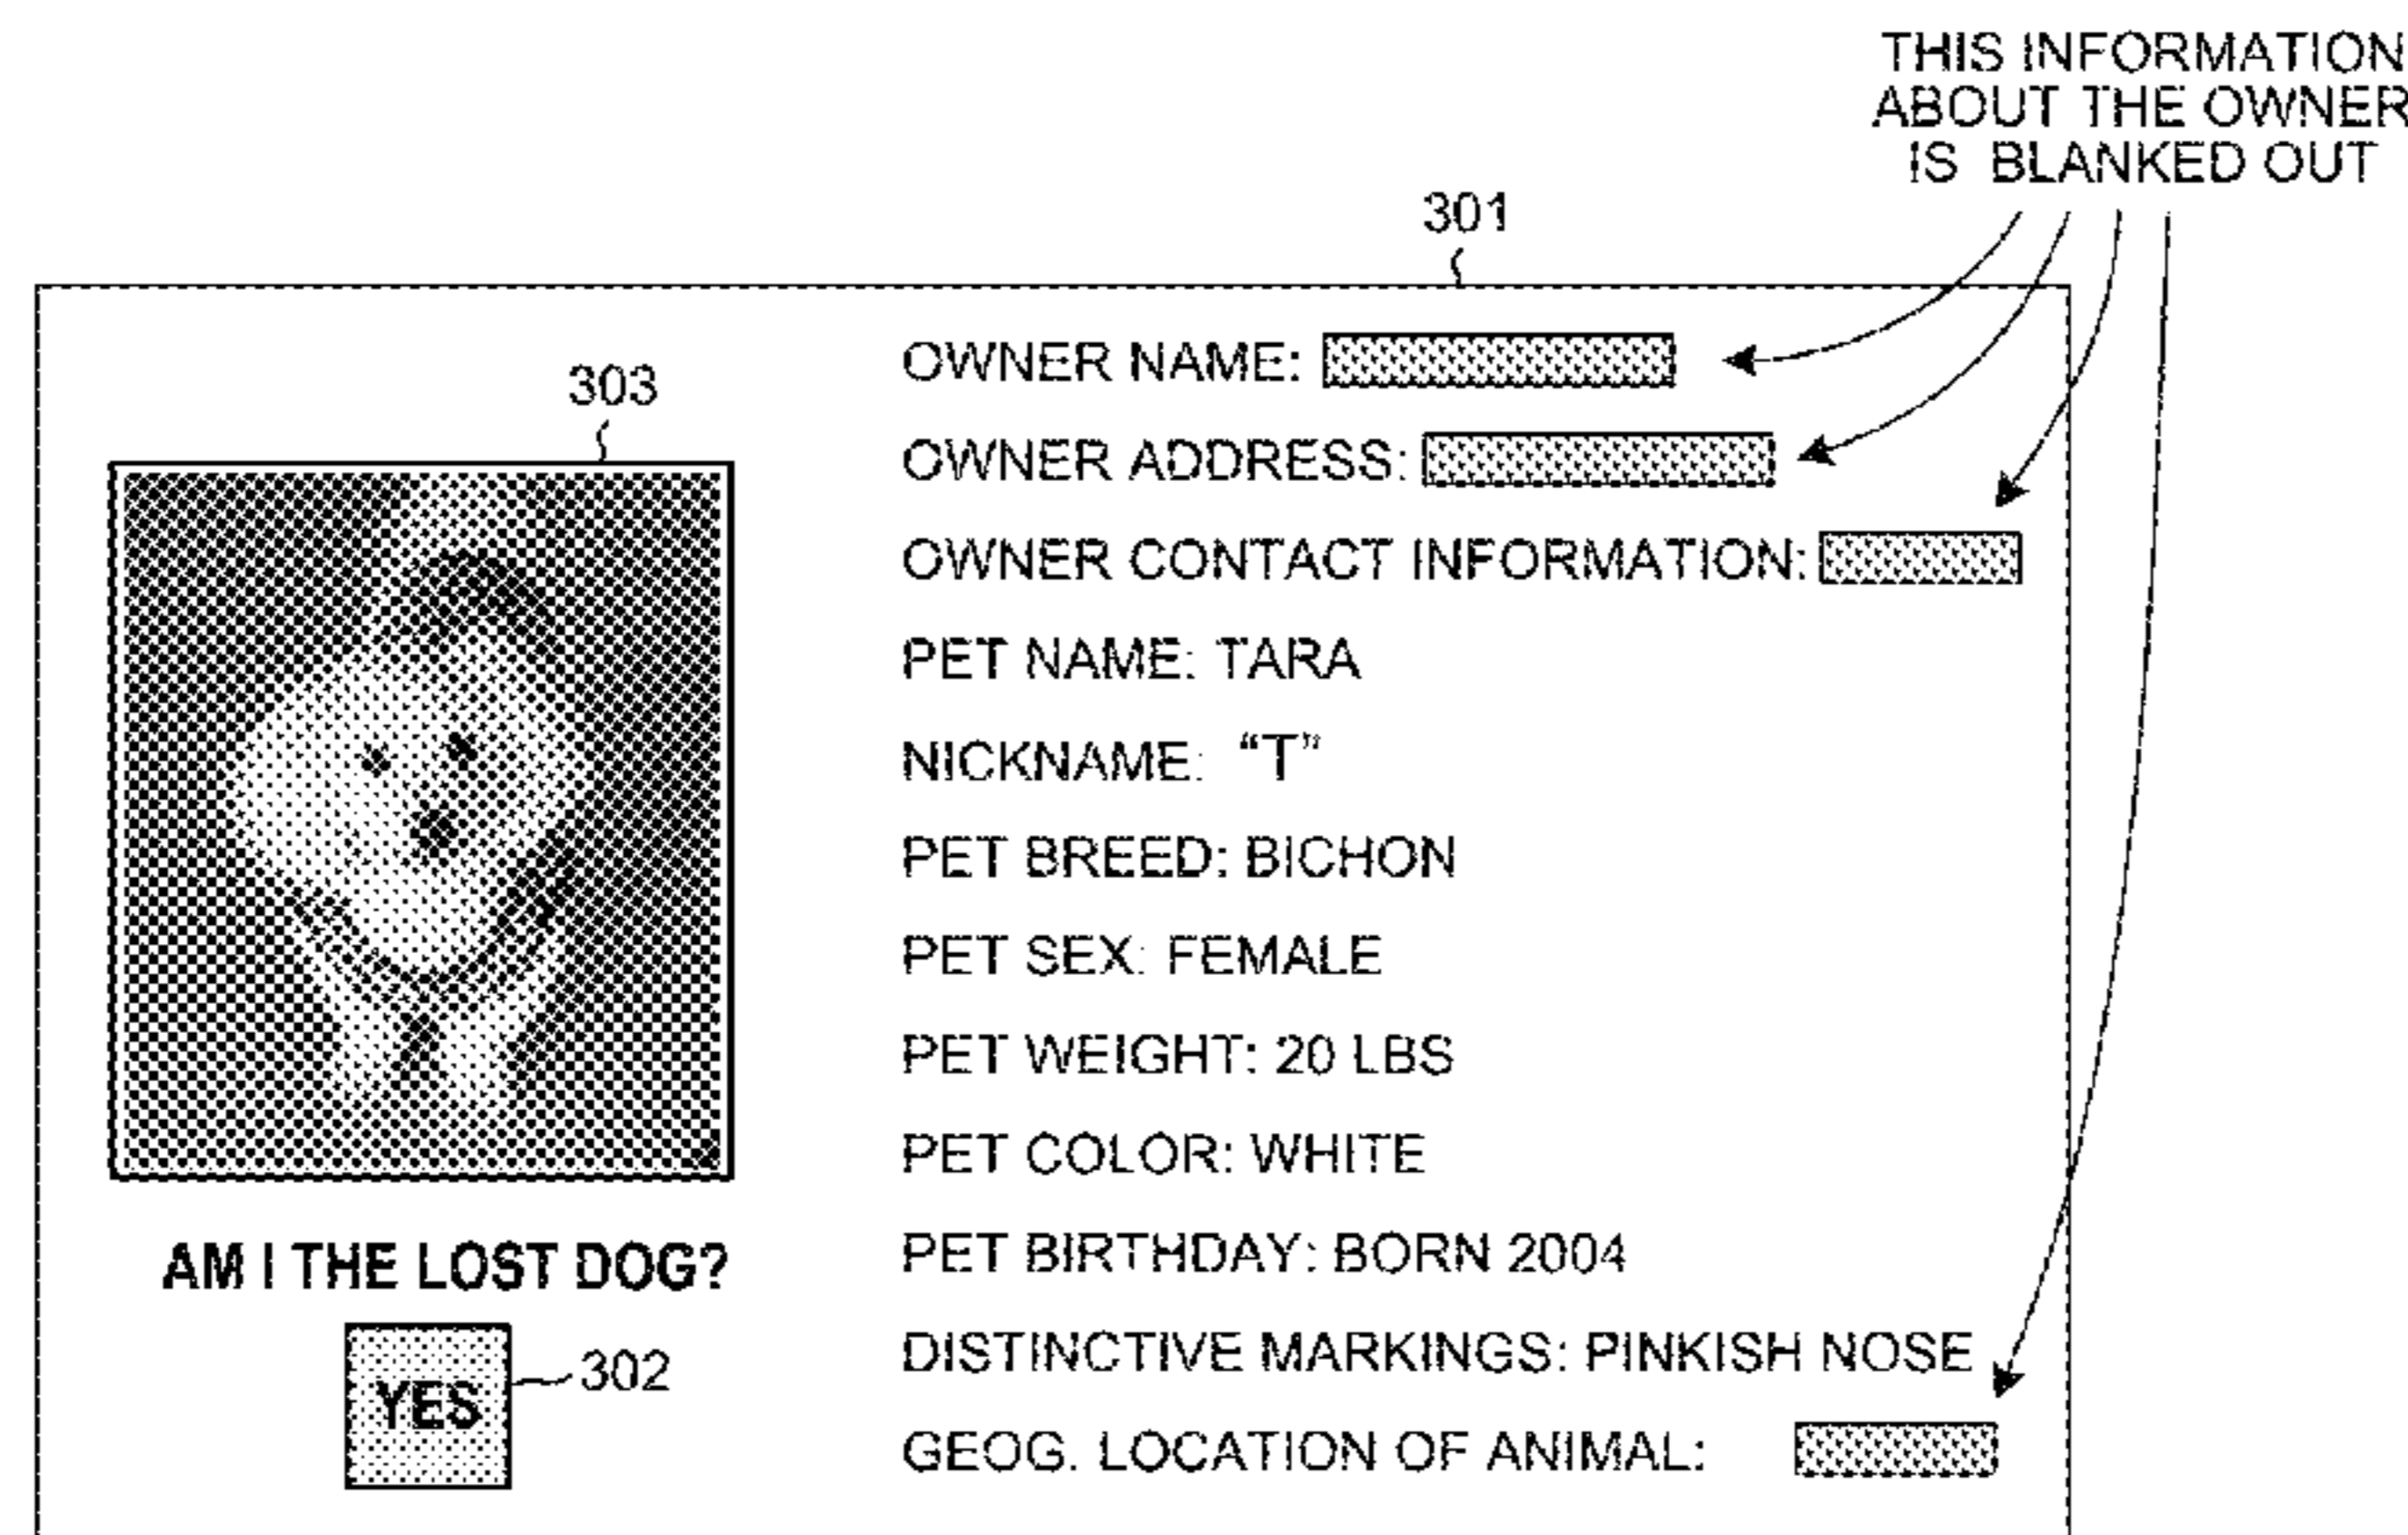 THIS INFORMATION
ABOUT THE OWNER
IS BLANKED OUT
301
303
OWNER NAME:
OWNER ADDRESS:
OWNER CONTACT INFORMATION:
PET NAME: TARA
NICKNAME: “T”
PET BREED: BICHON
PET SEX: FEMALE
PET WEIGHT: 20 LBS
PET COLOR: WHITE
PET BIRTHDAY: BORN 2004
DISTINCTIVE MARKINGS: PINKISH NOSE
GEOG. LOCATION OF ANIMAL:
AM I THE LOST DOG?
YES
302